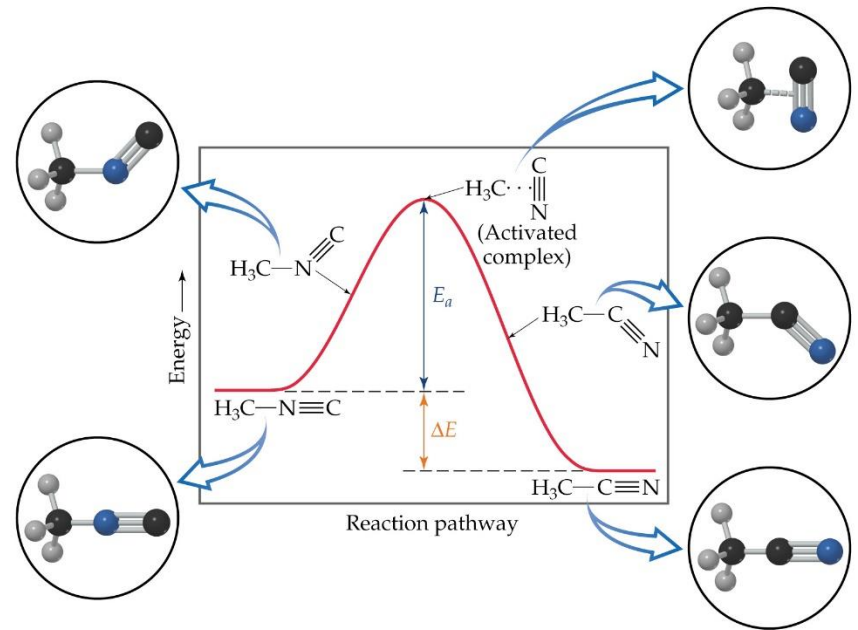 C
H₃C···C
N
(Activated
complex)
C
H₃C—N
Eₐ
H₃C—C
N
Energy →
H₃C—N≡C
ΔE
H₃C—C≡N
Reaction pathway